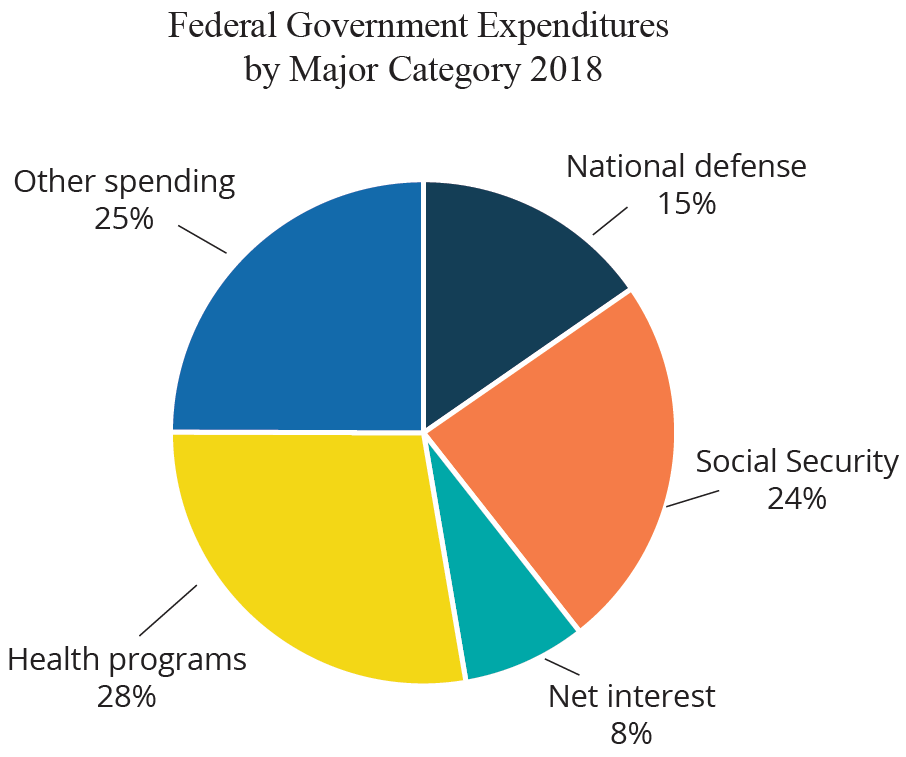 Federal Government Expenditures
by Major Category 2018
National defense
15%
Other spending
25%
Social Security
24%
Health programs
28%
Net interest
8%